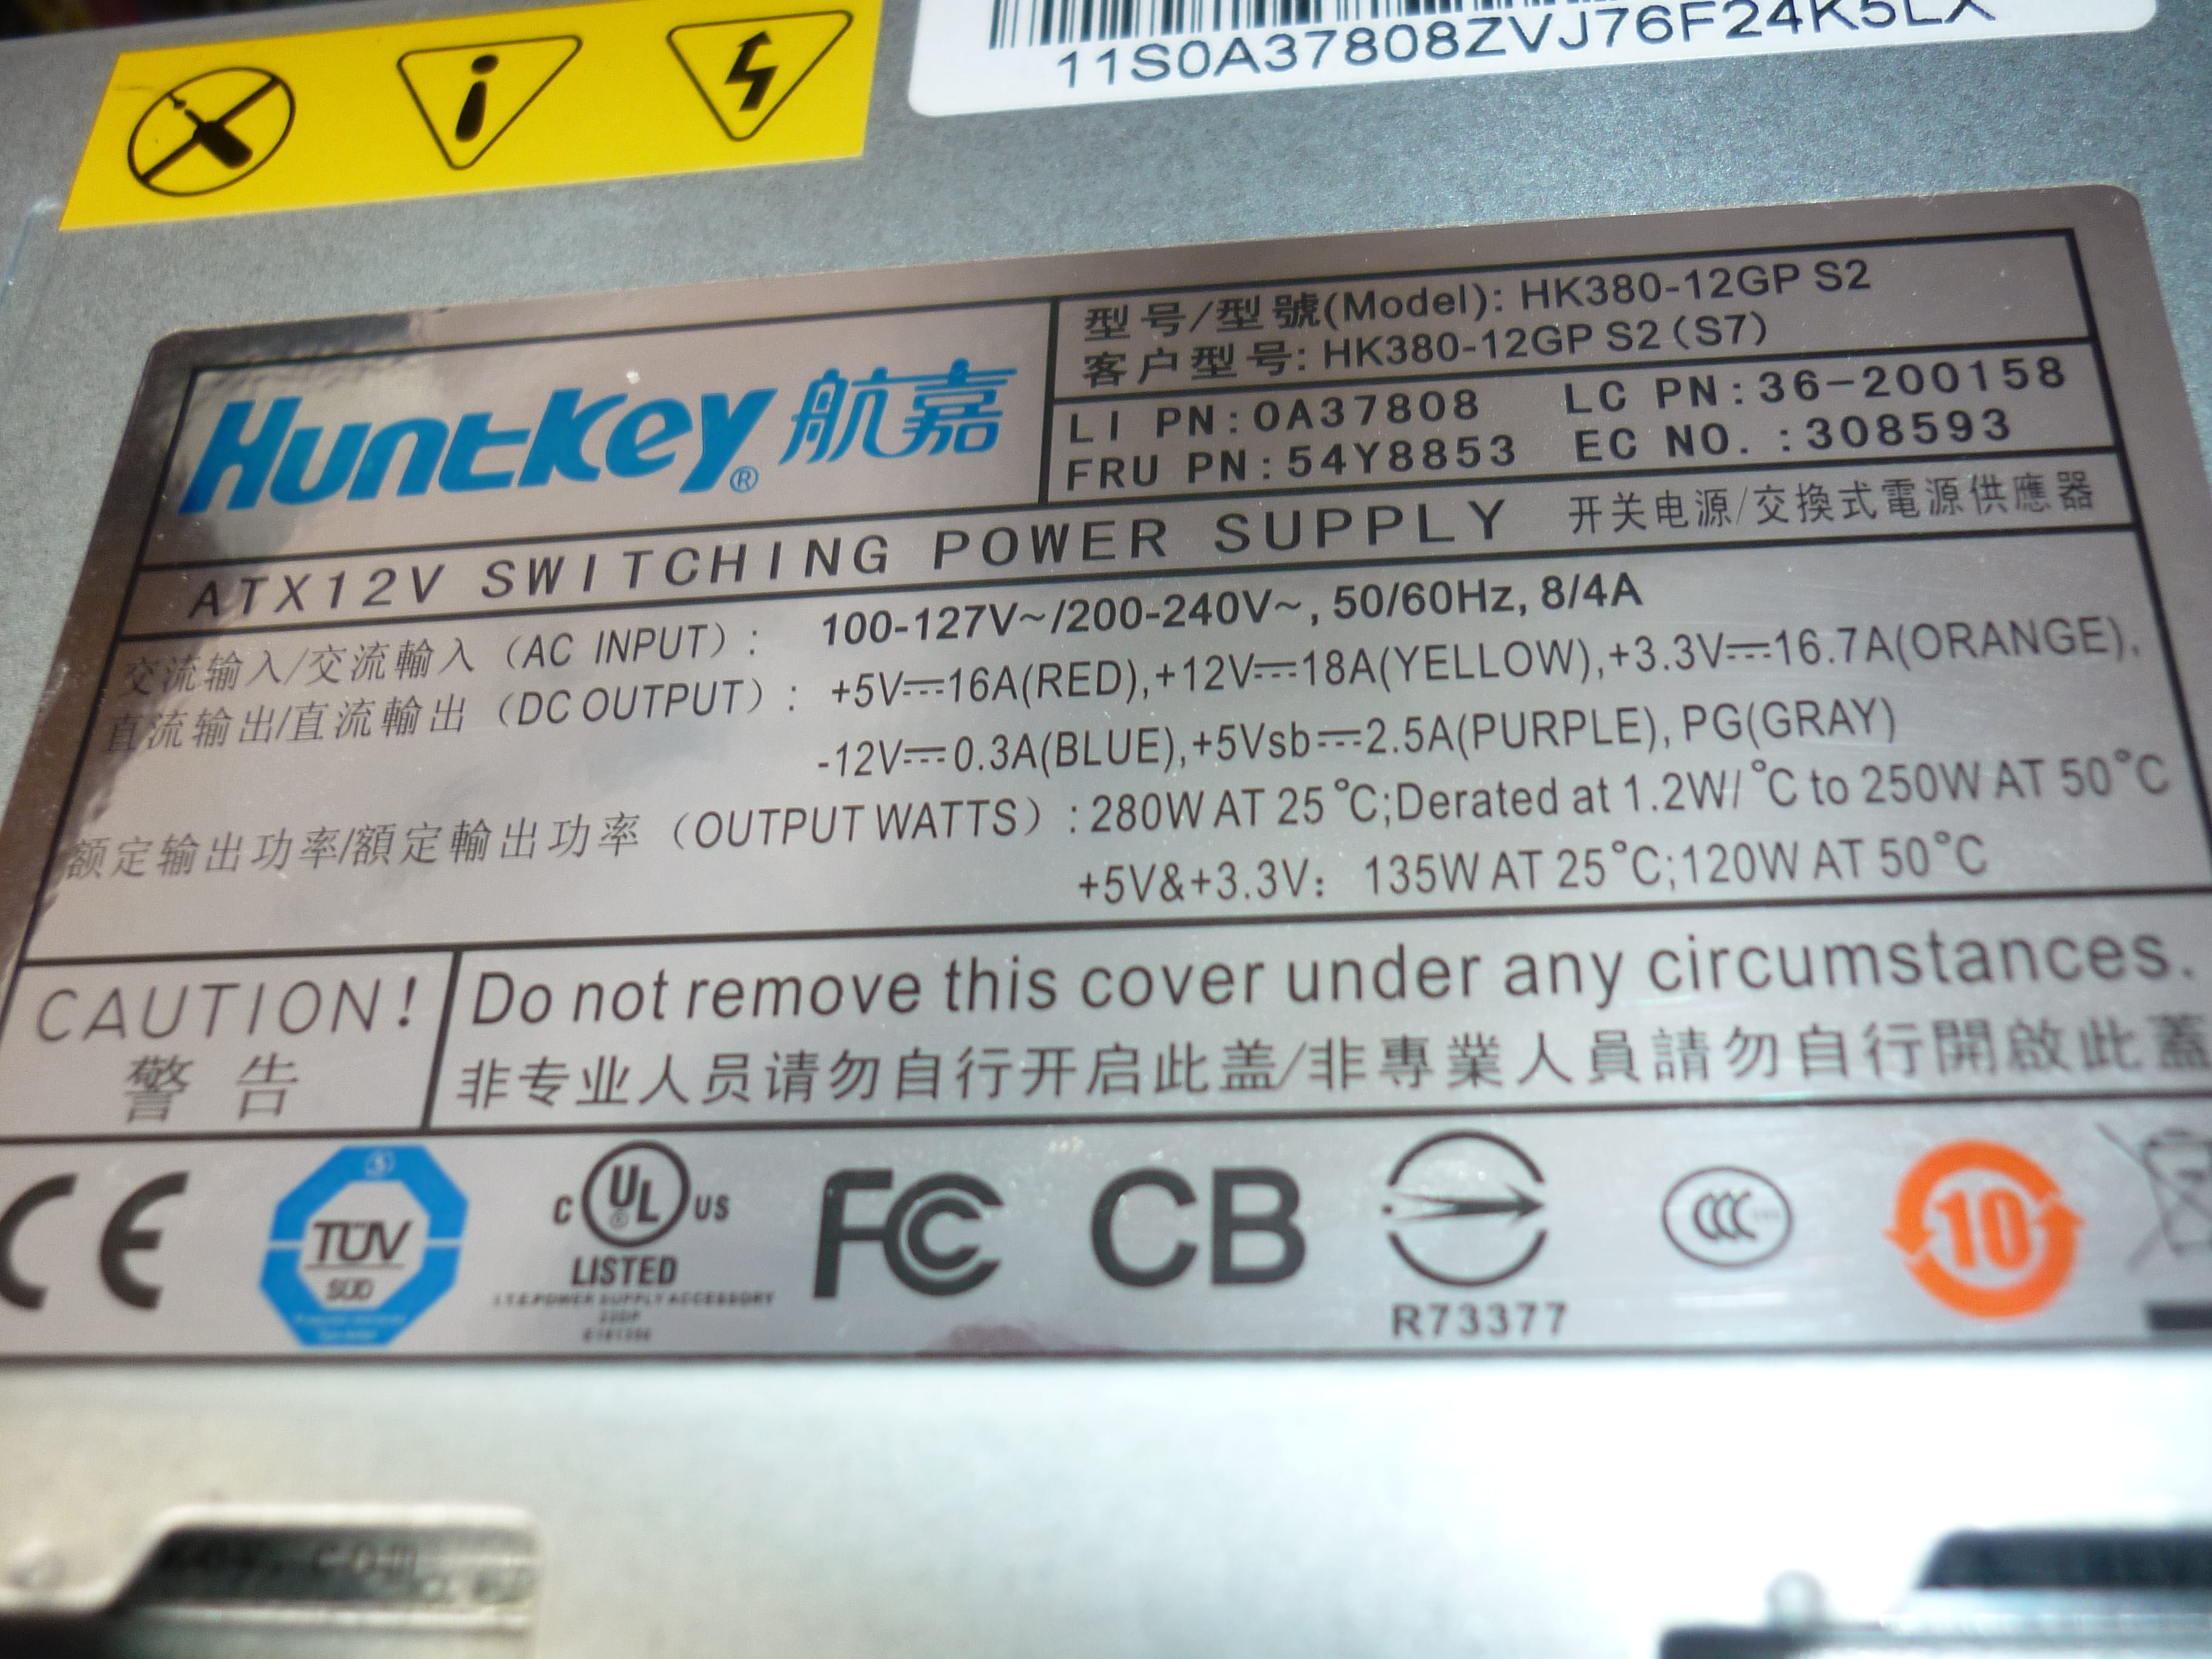 11S0A37808ZVJ76F24K5LX
Huntkey® 航嘉
型号/型號(Model): HK380-12GP S2
客户型号: HK380-12GP S2 (S7)
LI PN:0A37808 LC PN:36-200158
FRU PN:54Y8853 EC NO. :308593
ATX12V SWITCHING POWER SUPPLY 开关电源/交換式電源供應器
交流输入/交流輸入 (AC INPUT) : 100-127V~/200-240V~, 50/60Hz, 8/4A
直流输出/直流輸出 (DC OUTPUT) : +5V⎓16A(RED),+12V⎓18A(YELLOW),+3.3V⎓16.7A(ORANGE),
-12V⎓0.3A(BLUE),+5Vsb⎓2.5A(PURPLE), PG(GRAY)
额定输出功率/額定輸出功率 (OUTPUT WATTS) : 280W AT 25°C;Derated at 1.2W/°C to 250W AT 50°C
+5V&+3.3V: 135W AT 25°C;120W AT 50°C
CAUTION! Do not remove this cover under any circumstances.
警告 非专业人员请勿自行开启此盖/非專業人員請勿自行開啟此蓋
CE TÜV SÜD C UL® US LISTED FC CB CCC 10
I.T.E.POWER SUPPLY ACCESSORY
R73377